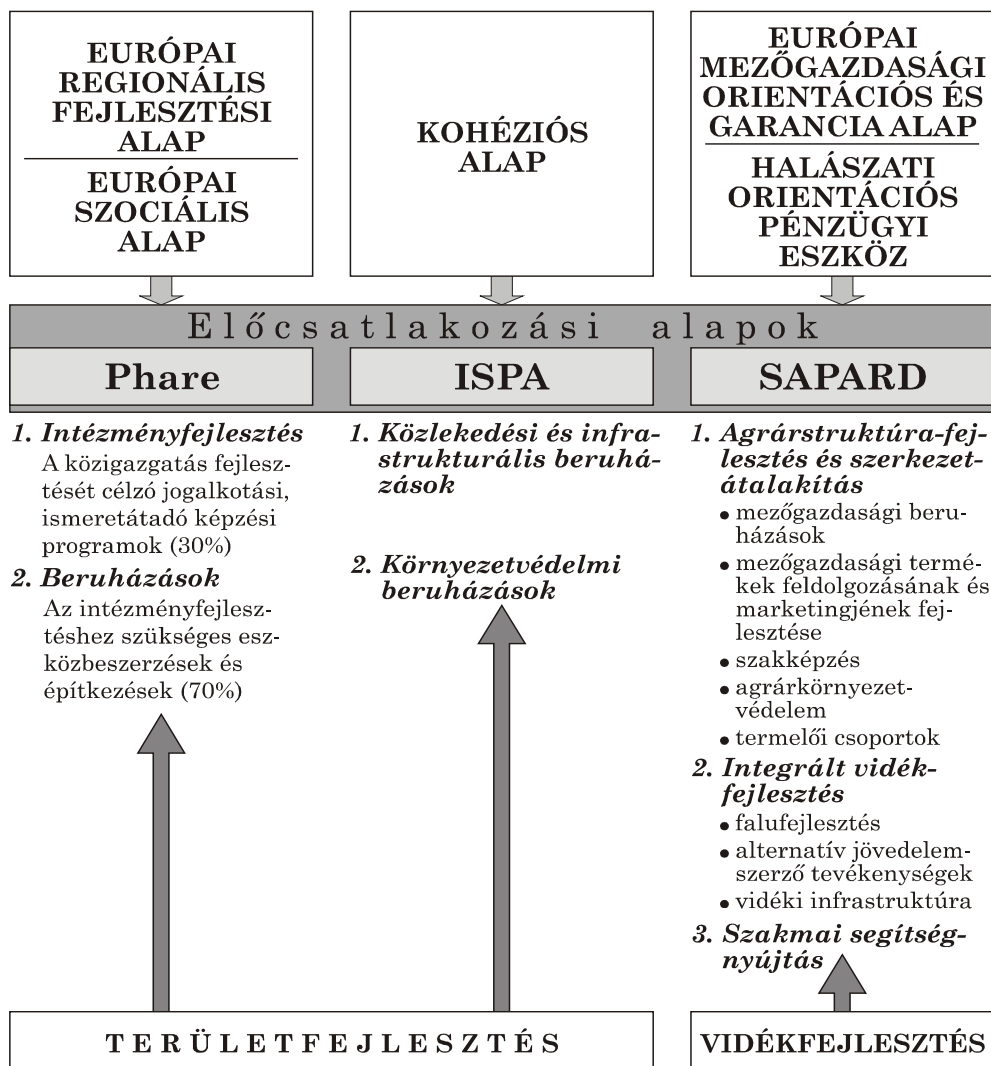 EURÓPAI
REGIONÁLIS
FEJLESZTÉSI
ALAP
EURÓPAI
SZOCIÁLIS
ALAP
KOHÉZIÓS
ALAP
EURÓPAI
MEZŐGAZDASÁGI
ORIENTÁCIÓS ÉS
GARANCIA ALAP
HALÁSZATI
ORIENTÁCIÓS
PÉNZÜGYI
ESZKÖZ
Előcsatlakozási alapok
Phare
ISPA
SAPARD
1. Intézményfejlesztés
A közigazgatás fejlesz-
tését célzó jogalkotási,
ismeretátadó képzési
programok (30%)
2. Beruházások
Az intézményfejlesz-
téshez szükséges esz-
közbeszerzések és
építkezések (70%)
1. Közlekedési és infra-
strukturális beruhá-
zások
2. Környezetvédelmi
beruházások
1. Agrárstruktúra-fej-
lesztés és szerkezet-
átalakítás
• mezőgazdasági beru-
házások
• mezőgazdasági termé-
kek feldolgozásának és
marketingjének fej-
lesztése
• szakképzés
• agrárkörnyezet-
védelem
• termelői csoportok
2. Integrált vidék-
fejlesztés
• falufejlesztés
• alternatív jövedelem-
szerző tevékenységek
• vidéki infrastruktúra
3. Szakmai segítség-
nyújtás
TERÜLETFEJLESZTÉS
VIDÉKFEJLESZTÉS